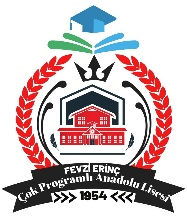 FEVZİ ERİNÇ
Çok Programlı Anadolu Lisesi
>>> 1954 <<<